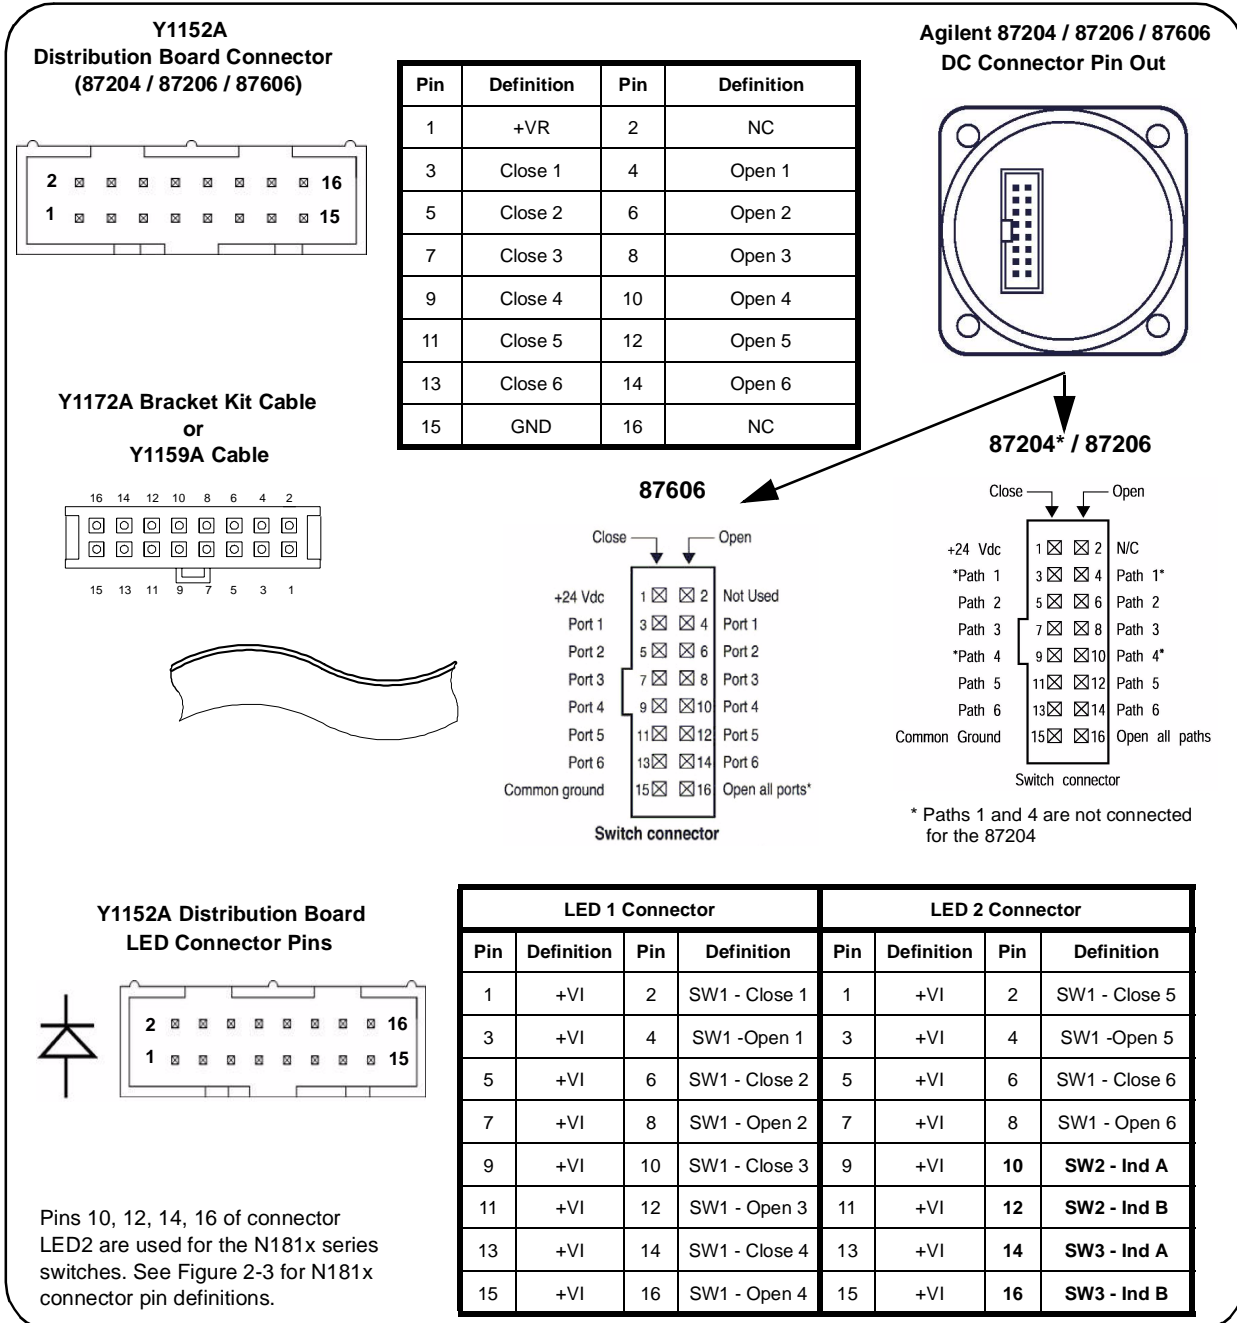 Y1152A
Distribution Board Connector
(87204 / 87206 / 87606)
2 16
1 15
Pin Definition Pin Definition
1 +VR 2 NC
3 Close 1 4 Open 1
5 Close 2 6 Open 2
7 Close 3 8 Open 3
9 Close 4 10 Open 4
11 Close 5 12 Open 5
13 Close 6 14 Open 6
15 GND 16 NC
Agilent 87204 / 87206 / 87606
DC Connector Pin Out
Y1172A Bracket Kit Cable
or
Y1159A Cable
16 14 12 10 8 6 4 2
15 13 11 9 7 5 3 1
87606
Close Open
+24 Vdc 1 2 Not Used
Port 1 3 4 Port 1
Port 2 5 6 Port 2
Port 3 7 8 Port 3
Port 4 9 10 Port 4
Port 5 11 12 Port 5
Port 6 13 14 Port 6
Common ground 15 16 Open all ports*
Switch connector
87204* / 87206
Close Open
+24 Vdc 1 2 N/C
*Path 1 3 4 Path 1*
Path 2 5 6 Path 2
Path 3 7 8 Path 3
*Path 4 9 10 Path 4*
Path 5 11 12 Path 5
Path 6 13 14 Path 6
Common Ground 15 16 Open all paths
Switch connector
* Paths 1 and 4 are not connected
for the 87204
Y1152A Distribution Board
LED Connector Pins
2 16
1 15
Pins 10, 12, 14, 16 of connector
LED2 are used for the N181x series
switches. See Figure 2-3 for N181x
connector pin definitions.
LED 1 Connector LED 2 Connector
Pin Definition Pin Definition Pin Definition Pin Definition
1 +VI 2 SW1 - Close 1 1 +VI 2 SW1 - Close 5
3 +VI 4 SW1 -Open 1 3 +VI 4 SW1 -Open 5
5 +VI 6 SW1 - Close 2 5 +VI 6 SW1 - Close 6
7 +VI 8 SW1 - Open 2 7 +VI 8 SW1 - Open 6
9 +VI 10 SW1 - Close 3 9 +VI 10 SW2 - Ind A
11 +VI 12 SW1 - Open 3 11 +VI 12 SW2 - Ind B
13 +VI 14 SW1 - Close 4 13 +VI 14 SW3 - Ind A
15 +VI 16 SW1 - Open 4 15 +VI 16 SW3 - Ind B